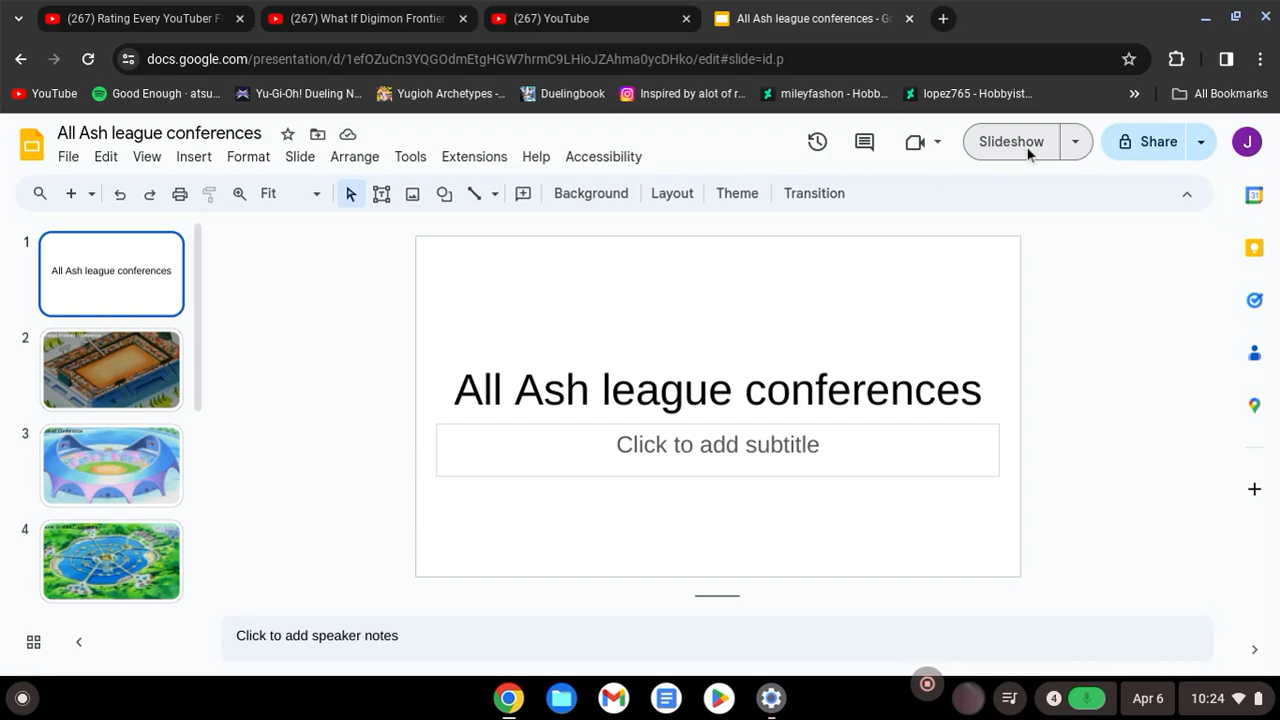 (267) Rating Every YouTuber F
(267) What If Digimon Frontier
(267) YouTube
All Ash league conferences - Go
docs.google.com/presentation/d/1efOZuCn3YQGOdmEtgHGW7hrmC9LHioJZAhma0ycDHko/edit#slide=id.p
YouTube
Good Enough · atsu...
Yu-Gi-Oh! Dueling N...
Yugioh Archetypes -...
Duelingbook
Inspired by alot of r...
mileyfashon - Hobb...
lopez765 - Hobbyist...
All Bookmarks
All Ash league conferences
Slideshow
Share
J
File Edit View Insert Format Slide Arrange Tools Extensions Help Accessibility
Fit
Background
Layout
Theme
Transition
1
All Ash league conferences
2
3
4
All Ash league conferences
Click to add subtitle
Click to add speaker notes
4
Apr 6
10:24